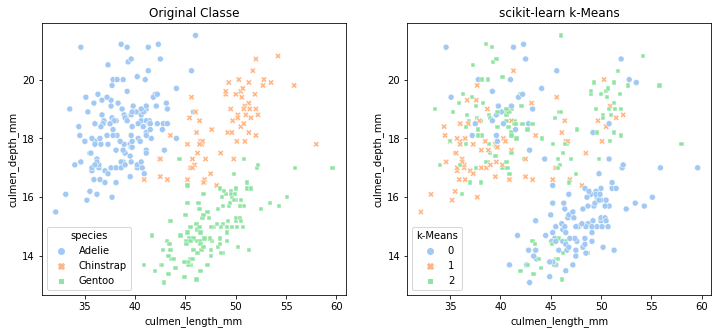 Original Classe
culmen_depth_mm
20
18
16
14
species
Adelie
Chinstrap
Gentoo
35 40 45 50 55 60
culmen_length_mm
scikit-learn k-Means
culmen_depth_mm
20
18
16
14
k-Means
0
1
2
35 40 45 50 55 60
culmen_length_mm